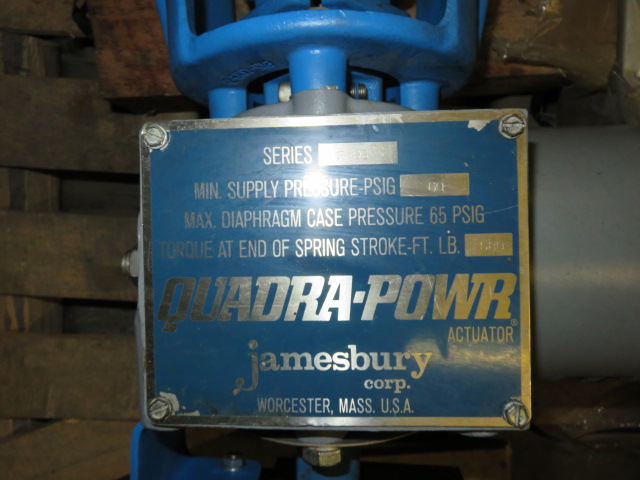 SERIES
MIN. SUPPLY PRESSURE-PSIG
MAX. DIAPHRAGM CASE PRESSURE 65 PSIG
TORQUE AT END OF SPRING STROKE-FT. LB.
QUADRA-POWR
ACTUATOR®
jamesbury
corp.
WORCESTER, MASS. U.S.A.